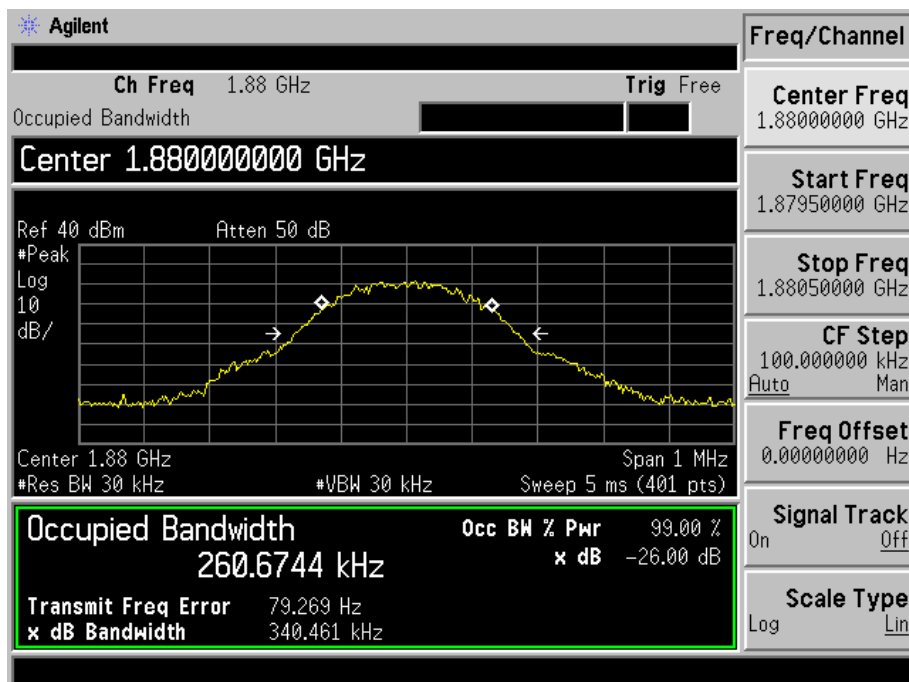 Agilent
Freq/Channel
Ch Freq 1.88 GHz Trig Free
Occupied Bandwidth
Center 1.880000000 GHz
Ref 40 dBm Atten 50 dB
#Peak
Log
10
dB/
Center 1.88 GHz Span 1 MHz
#Res BW 30 kHz #VBW 30 kHz Sweep 5 ms (401 pts)
Occupied Bandwidth
260.6744 kHz
Occ BW % Pwr 99.00 %
x dB -26.00 dB
Transmit Freq Error 79.269 Hz
x dB Bandwidth 340.461 kHz
Center Freq
1.88000000 GHz
Start Freq
1.87950000 GHz
Stop Freq
1.88050000 GHz
CF Step
100.000000 kHz
Auto Man
Freq Offset
0.00000000 Hz
Signal Track
On Off
Scale Type
Log Lin